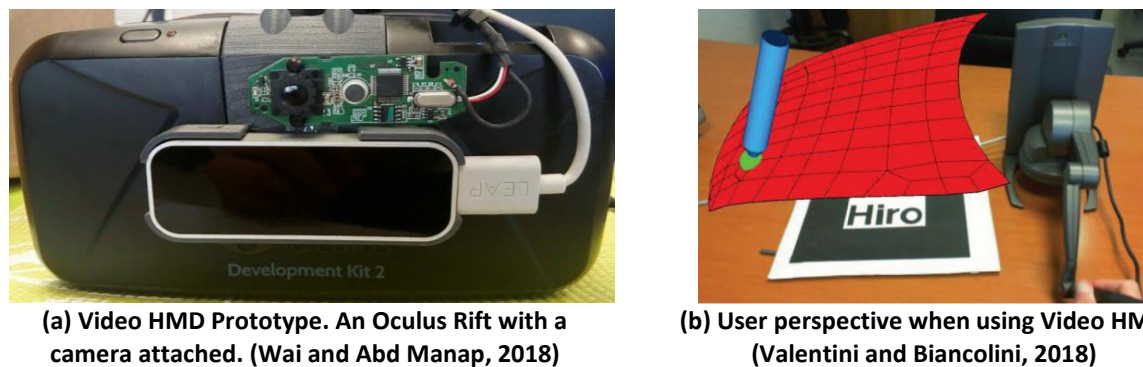 LEAP
Development Kit 2
Hiro
(a) Video HMD Prototype. An Oculus Rift with a
camera attached. (Wai and Abd Manap, 2018)
(b) User perspective when using Video HM
(Valentini and Biancolini, 2018)